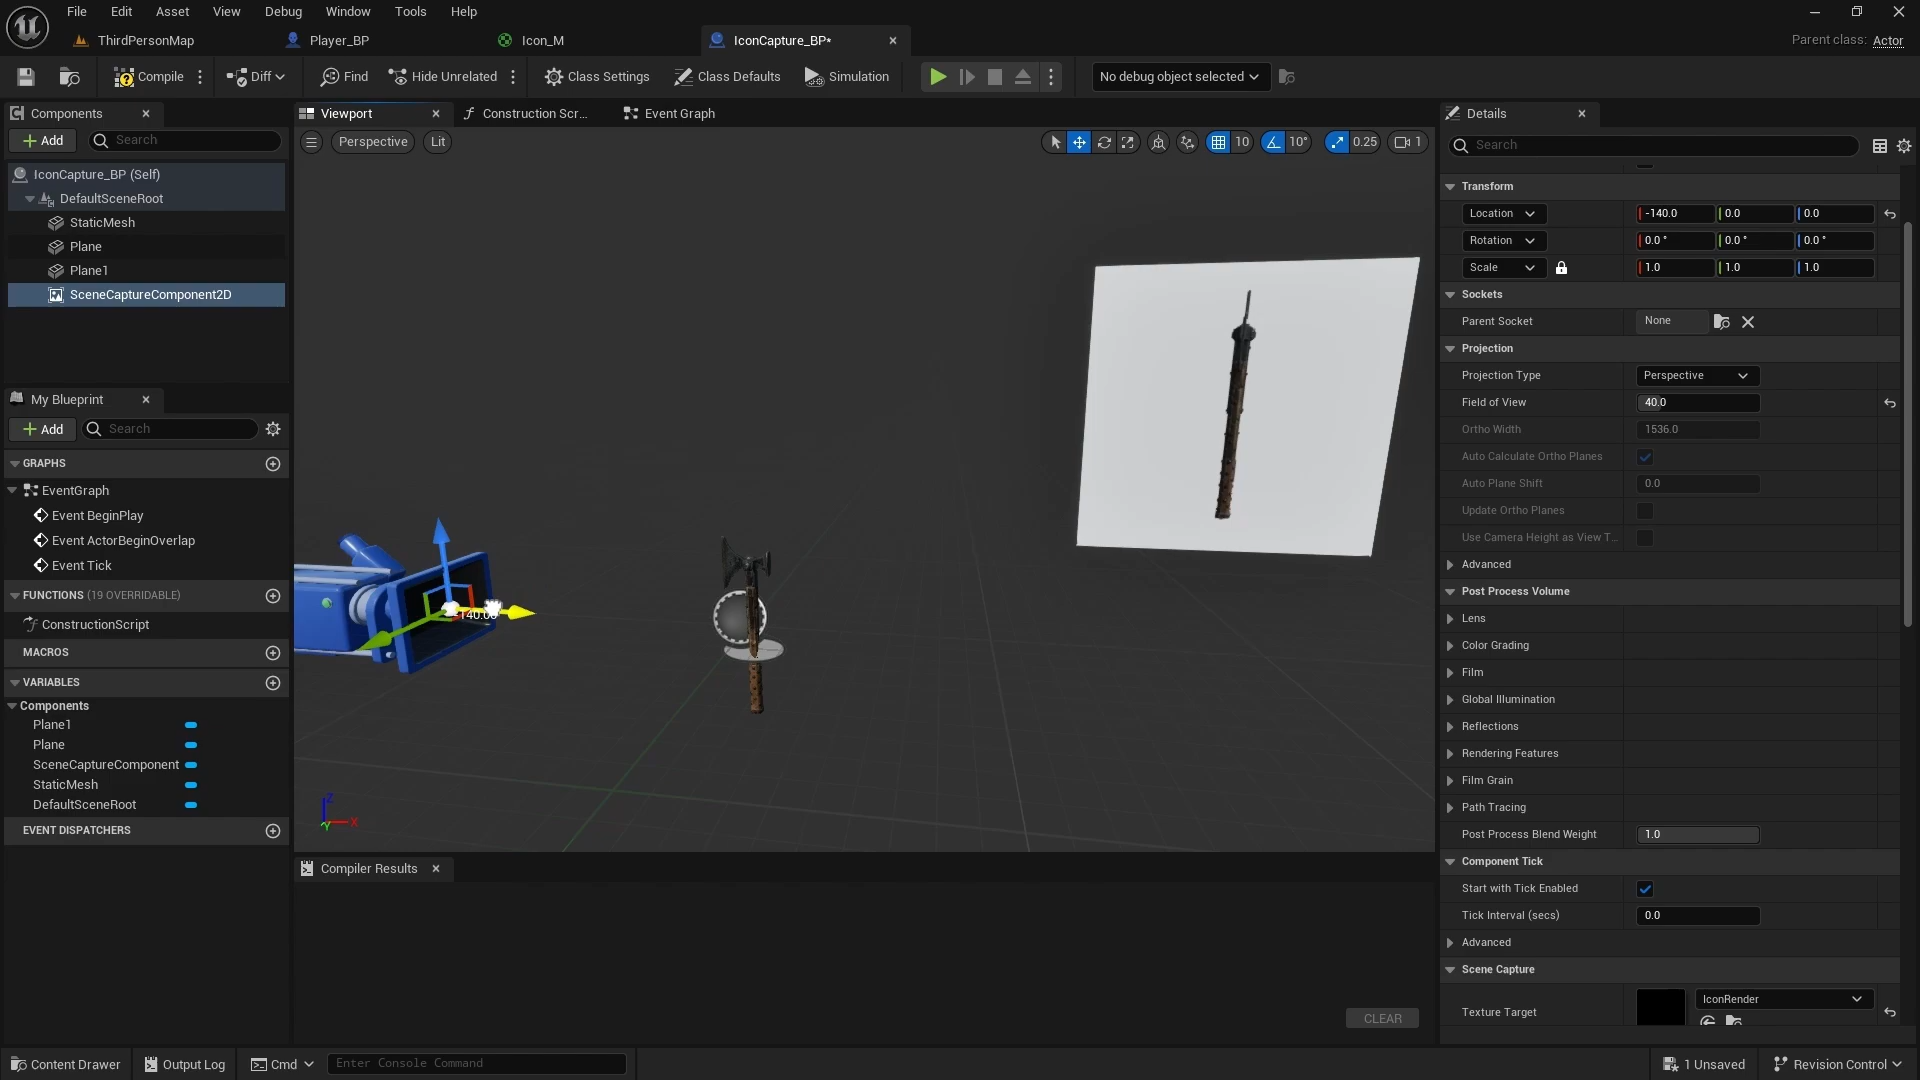 File Edit Asset View Debug Window Tools Help
ThirdPersonMap Player_BP Icon_M IconCapture_BP*
Parent class: Actor
Compile Diff Find Hide Unrelated Class Settings Class Defaults Simulation No debug object selected
Components
Add Search
IconCapture_BP (Self)
DefaultSceneRoot
StaticMesh
Plane
Plane1
SceneCaptureComponent2D
My Blueprint
Add Search
GRAPHS
EventGraph
Event BeginPlay
Event ActorBeginOverlap
Event Tick
FUNCTIONS (19 OVERRIDABLE)
ConstructionScript
MACROS
VARIABLES
Components
Plane1
Plane
SceneCaptureComponent
StaticMesh
DefaultSceneRoot
EVENT DISPATCHERS
Viewport Construction Scr... Event Graph
Perspective Lit 10 10° 0.25 1
Z
X
Y
Compiler Results
CLEAR
Details
Search
Transform
Location -140.0 0.0 0.0
Rotation 0.0 ° 0.0 ° 0.0 °
Scale 1.0 1.0 1.0
Sockets
Parent Socket None
Projection
Projection Type Perspective
Field of View 40.0
Ortho Width 1536.0
Auto Calculate Ortho Planes
Auto Plane Shift 0.0
Update Ortho Planes
Use Camera Height as View T...
Advanced
Post Process Volume
Lens
Color Grading
Film
Global Illumination
Reflections
Rendering Features
Film Grain
Path Tracing
Post Process Blend Weight 1.0
Component Tick
Start with Tick Enabled
Tick Interval (secs) 0.0
Advanced
Scene Capture
Texture Target IconRender
Content Drawer Output Log Cmd Enter Console Command 1 Unsaved Revision Control